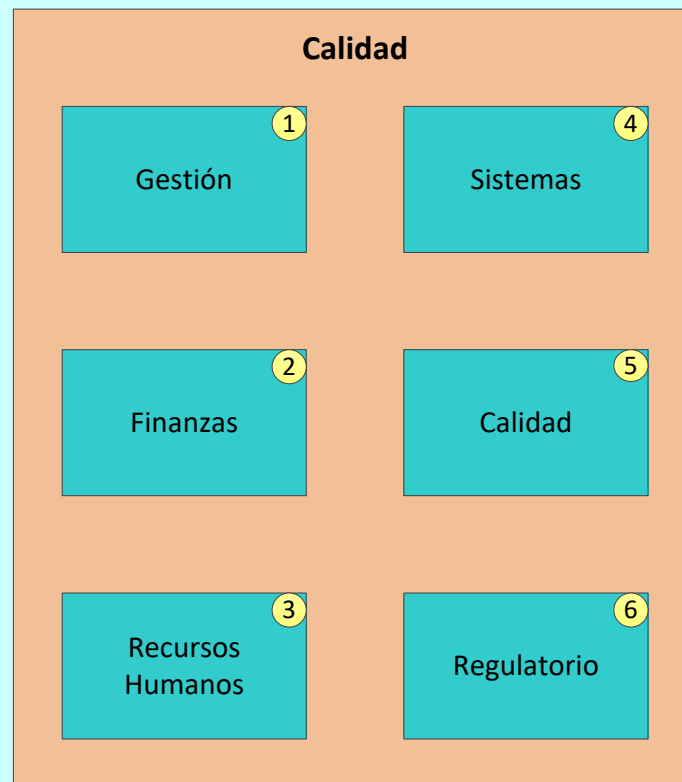 Calidad
1
Gestión
2
Finanzas
3
Recursos
Humanos
4
Sistemas
5
Calidad
6
Regulatorio